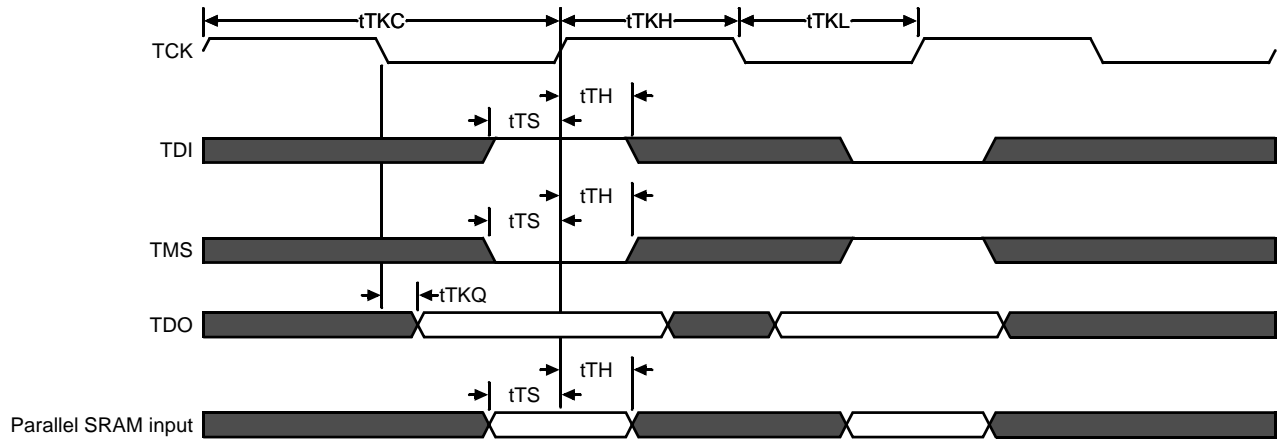 tTKC tTKH tTKL
TCK
tTH
tTS
TDI
tTH
tTS
TMS
tTKQ
TDO
tTH
tTS
Parallel SRAM input